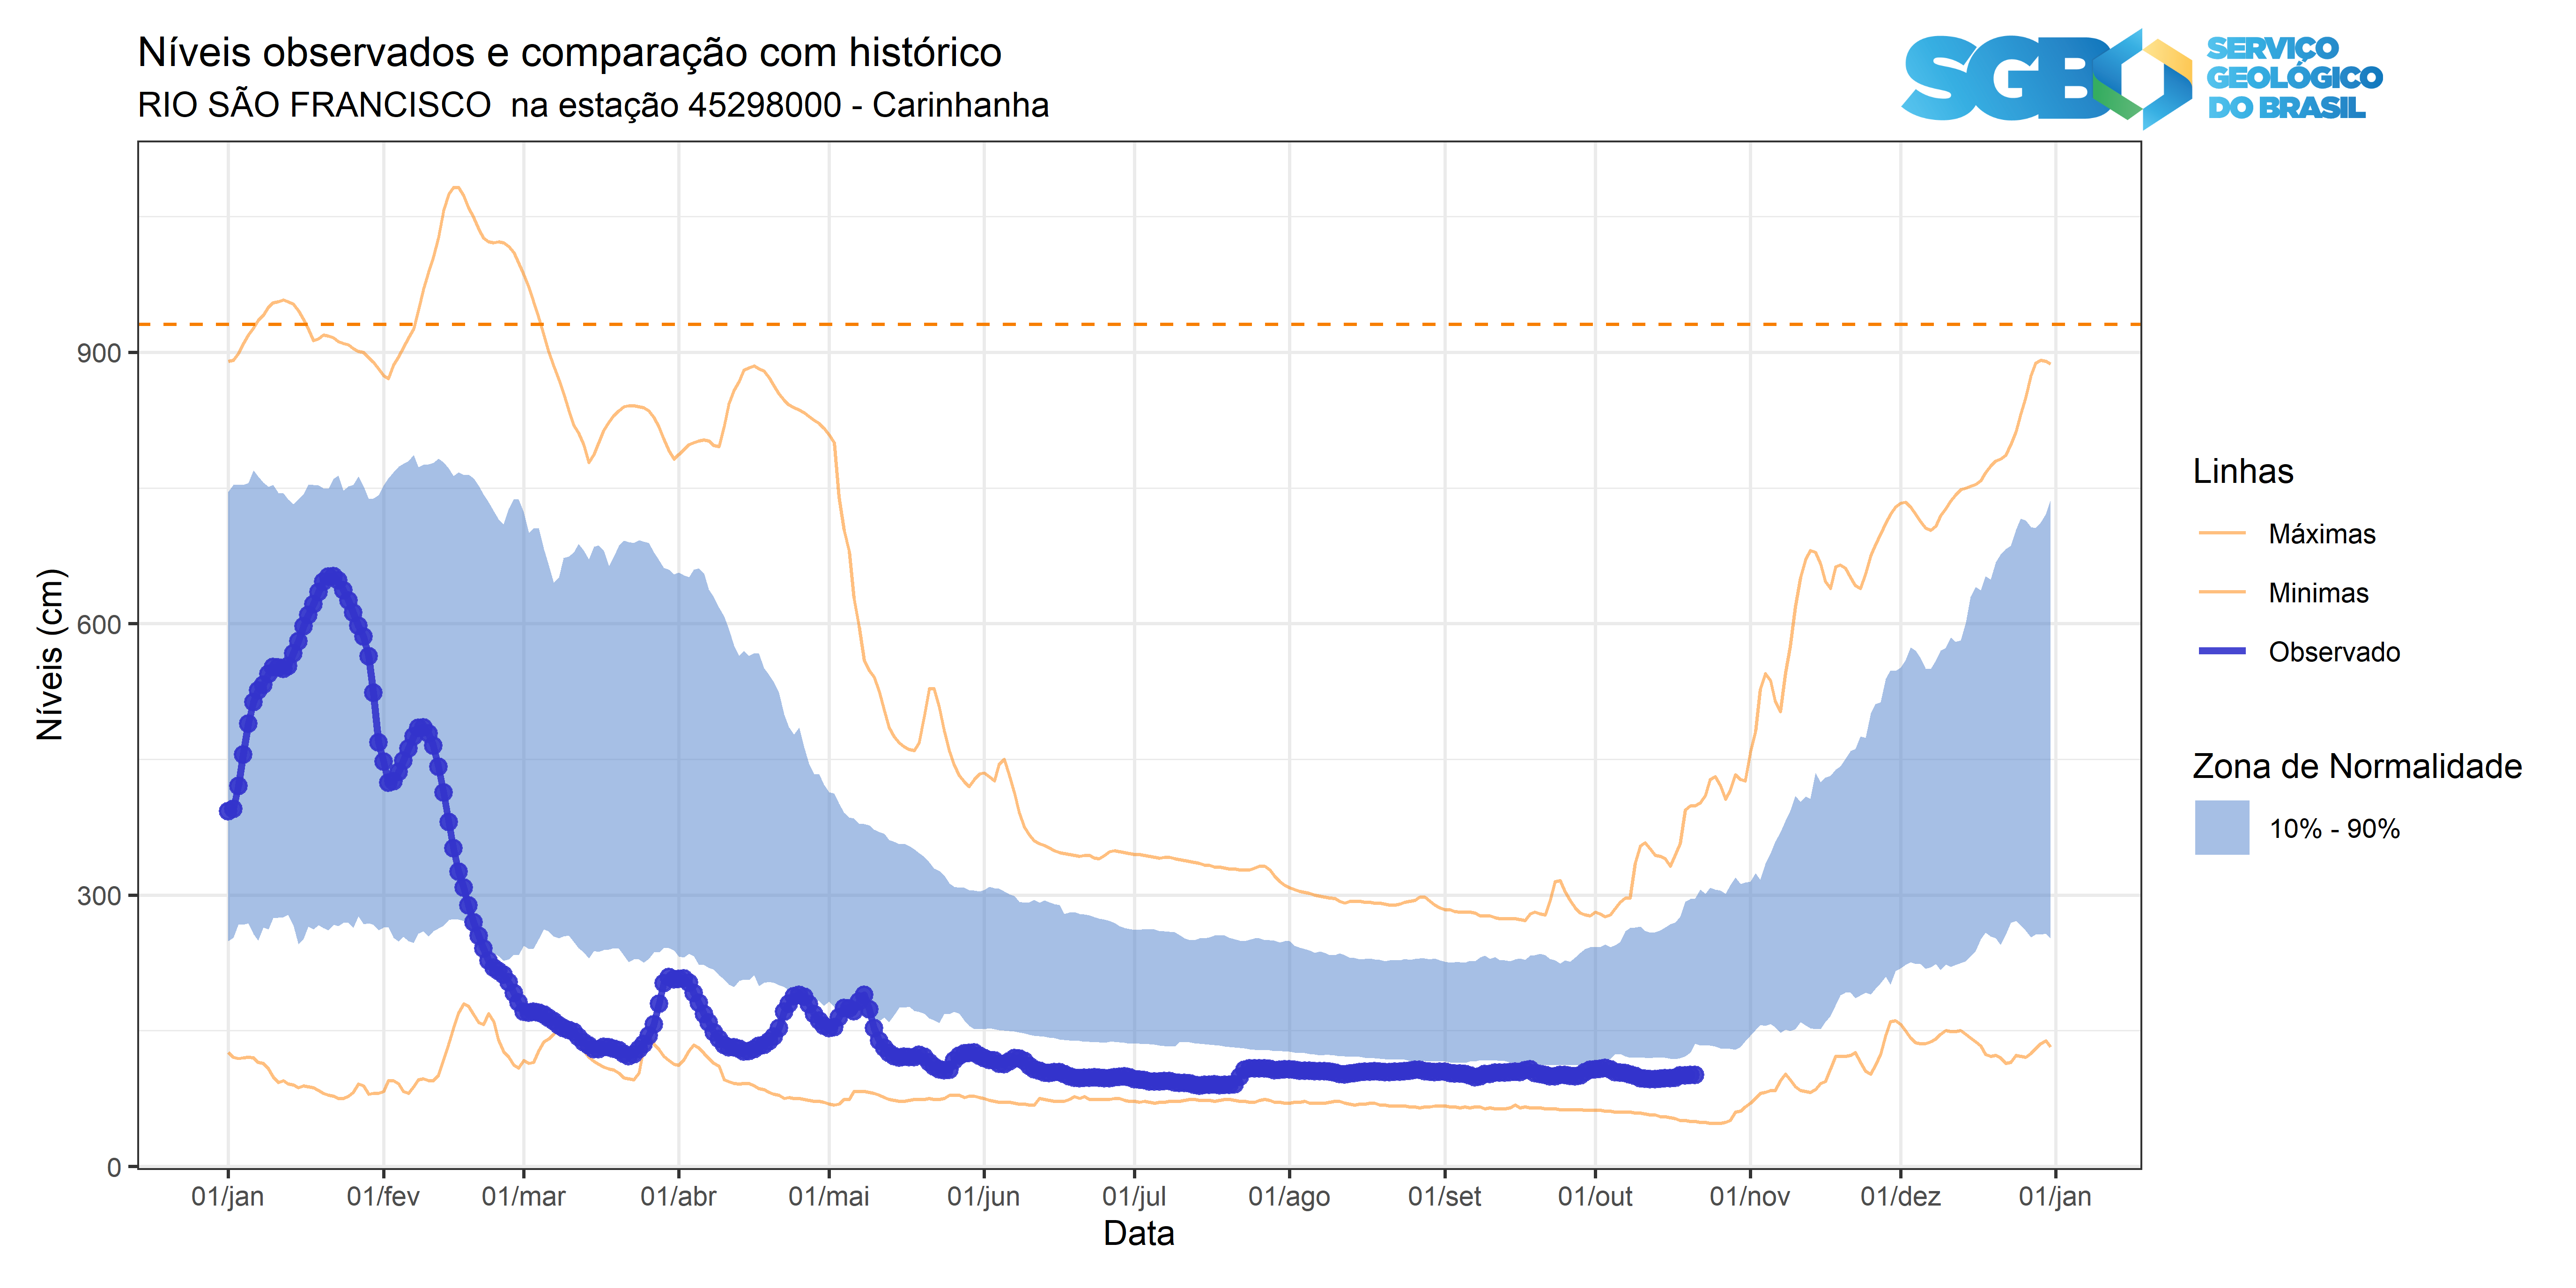 Níveis observados e comparação com histórico
RIO SÃO FRANCISCO  na estação 45298000 - Carinhanha
SGB
SERVIÇO
GEOLÓGICO
DO BRASIL
Níveis (cm)
900
600
300
0
01/jan
01/fev
01/mar
01/abr
01/mai
01/jun
01/jul
01/ago
01/set
01/out
01/nov
01/dez
01/jan
Data
Linhas
Máximas
Minimas
Observado
Zona de Normalidade
10% - 90%